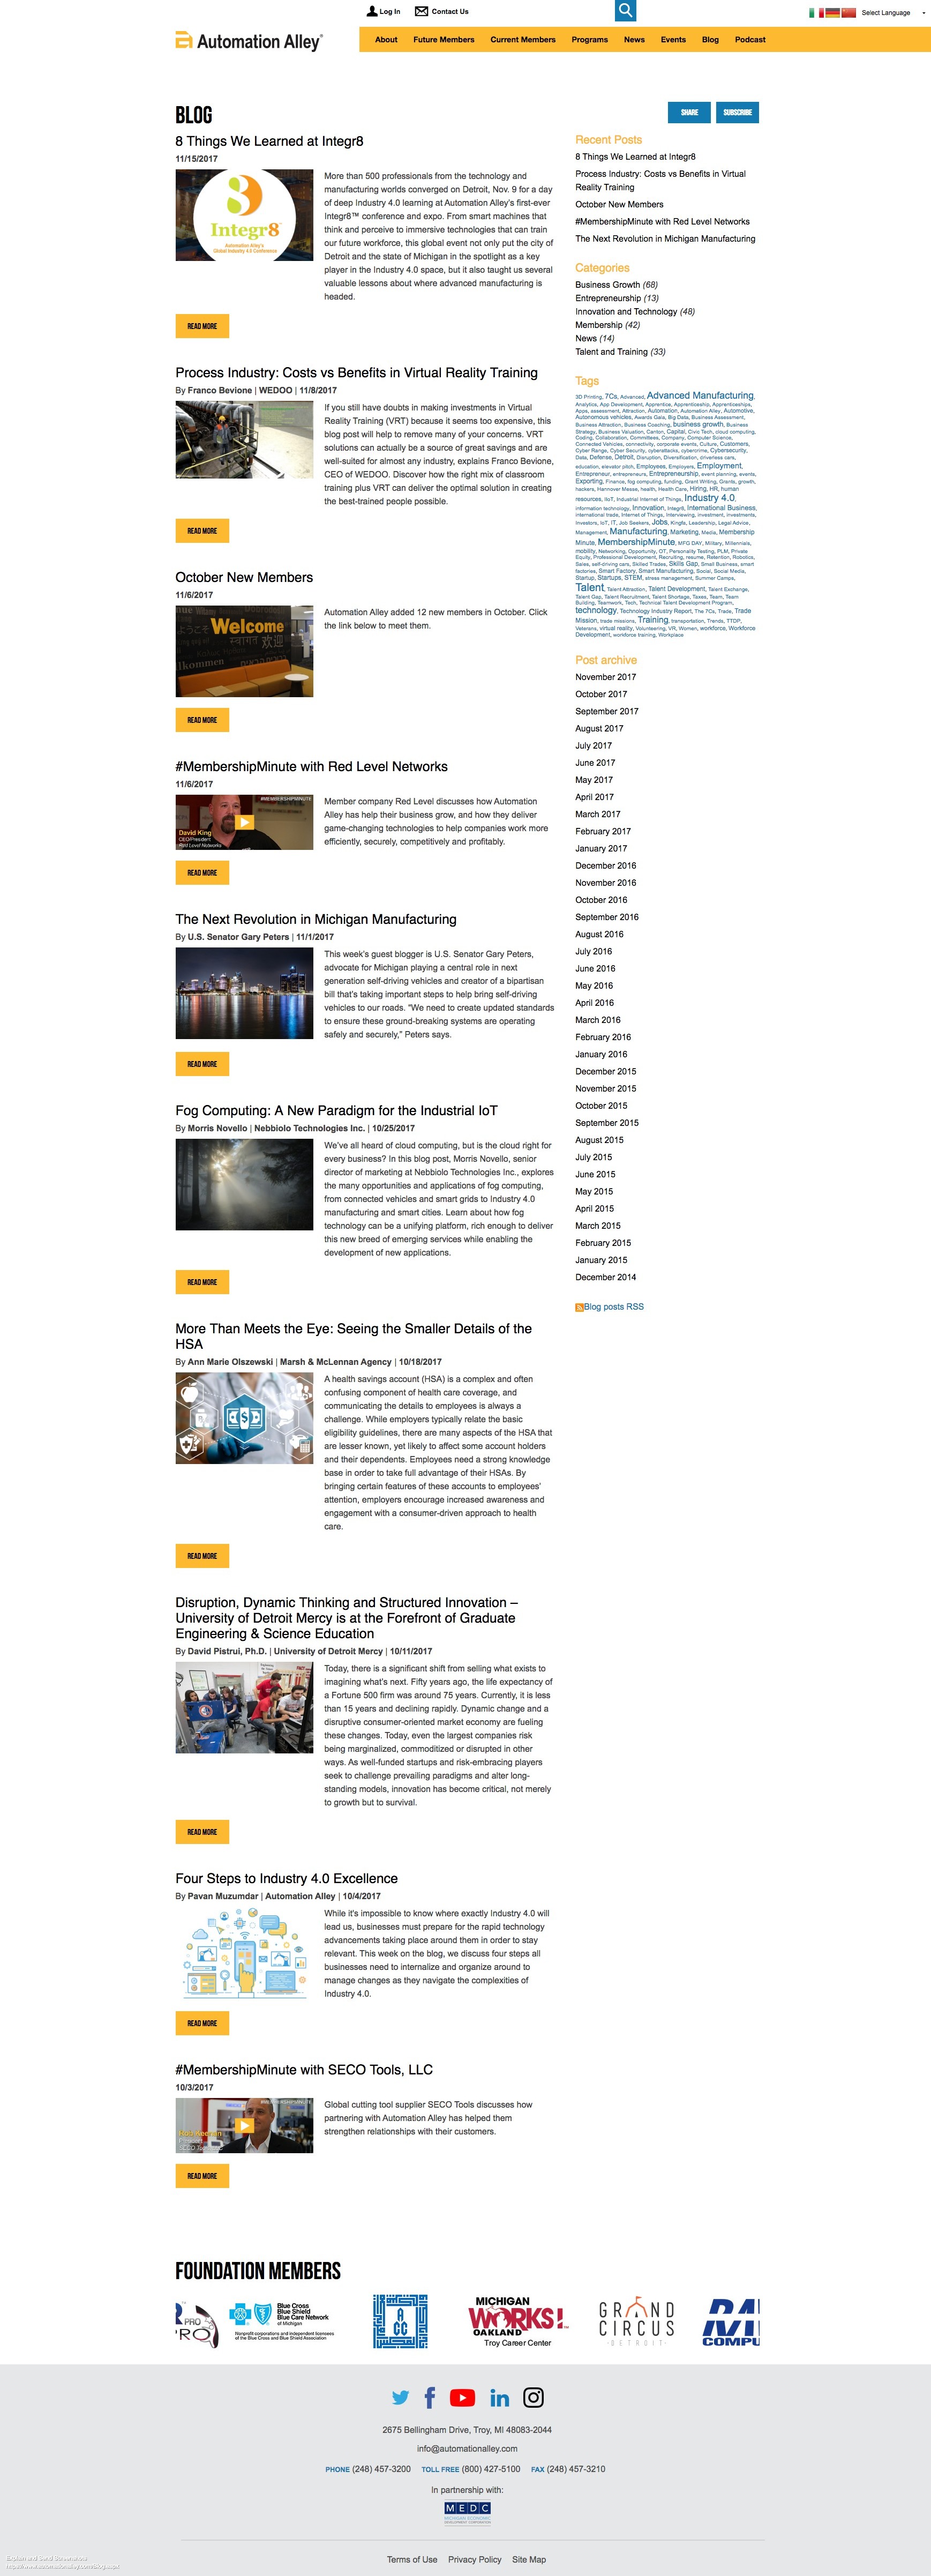 Log In
Contact Us
Select Language
Automation Alley®
About
Future Members
Current Members
Programs
News
Events
Blog
Podcast
BLOG
SHARE
SUBSCRIBE
8 Things We Learned at Integr8
11/15/2017
Integr8™
Automation Alley's
Global Industry 4.0 Conference
More than 500 professionals from the technology and
manufacturing worlds converged on Detroit, Nov. 9 for a day
of deep Industry 4.0 learning at Automation Alley's first-ever
Integr8™ conference and expo. From smart machines that
think and perceive to immersive technologies that can train
our future workforce, this global event not only put the city of
Detroit and the state of Michigan in the spotlight as a key
player in the Industry 4.0 space, but it also taught us several
valuable lessons about where advanced manufacturing is
headed.
READ MORE
Process Industry: Costs vs Benefits in Virtual Reality Training
By Franco Bevione | WEDOO | 11/8/2017
If you still have doubts in making investments in Virtual
Reality Training (VRT) because it seems too expensive, this
blog post will help to remove many of your concerns. VRT
solutions can actually be a source of great savings and are
well-suited for almost any industry, explains Franco Bevione,
CEO of WEDOO. Discover how the right mix of classroom
training plus VRT can deliver the optimal solution in creating
the best-trained people possible.
READ MORE
October New Members
11/6/2017
Welcome
Automation Alley added 12 new members in October. Click
the link below to meet them.
READ MORE
#MembershipMinute with Red Level Networks
11/6/2017
#MEMBERSHIPMINUTE
David King
CEO/President
Red Level Networks
Member company Red Level discusses how Automation
Alley has help their business grow, and how they deliver
game-changing technologies to help companies work more
efficiently, securely, competitively and profitably.
READ MORE
The Next Revolution in Michigan Manufacturing
By U.S. Senator Gary Peters | 11/1/2017
This week's guest blogger is U.S. Senator Gary Peters,
advocate for Michigan playing a central role in next
generation self-driving vehicles and creator of a bipartisan
bill that's taking important steps to help bring self-driving
vehicles to our roads. "We need to create updated standards
to ensure these ground-breaking systems are operating
safely and securely," Peters says.
READ MORE
Fog Computing: A New Paradigm for the Industrial IoT
By Morris Novello | Nebbiolo Technologies Inc. | 10/25/2017
We've all heard of cloud computing, but is the cloud right for
every business? In this blog post, Morris Novello, senior
director of marketing at Nebbiolo Technologies Inc., explores
the many opportunities and applications of fog computing,
from connected vehicles and smart grids to Industry 4.0
manufacturing and smart cities. Learn about how fog
technology can be a unifying platform, rich enough to deliver
this new breed of emerging services while enabling the
development of new applications.
READ MORE
More Than Meets the Eye: Seeing the Smaller Details of the
HSA
By Ann Marie Olszewski | Marsh & McLennan Agency | 10/18/2017
A health savings account (HSA) is a complex and often
confusing component of health care coverage, and
communicating the details to employees is always a
challenge. While employers typically relate the basic
eligibility guidelines, there are many aspects of the HSA that
are lesser known, yet likely to affect some account holders
and their dependents. Employees need a strong knowledge
base in order to take full advantage of their HSAs. By
bringing certain features of these accounts to employees'
attention, employers encourage increased awareness and
engagement with a consumer-driven approach to health
care.
READ MORE
Disruption, Dynamic Thinking and Structured Innovation –
University of Detroit Mercy is at the Forefront of Graduate
Engineering & Science Education
By David Pistrui, Ph.D. | University of Detroit Mercy | 10/11/2017
Today, there is a significant shift from selling what exists to
imagining what's next. Fifty years ago, the life expectancy of
a Fortune 500 firm was around 75 years. Currently, it is less
than 15 years and declining rapidly. Dynamic change and a
disruptive consumer-oriented market economy are fueling
these changes. Today, even the largest companies risk
being marginalized, commoditized or disrupted in other
ways. As well-funded startups and risk-embracing players
seek to challenge prevailing paradigms and alter long-
standing models, innovation has become critical, not merely
to growth but to survival.
READ MORE
Four Steps to Industry 4.0 Excellence
By Pavan Muzumdar | Automation Alley | 10/4/2017
While it's impossible to know where exactly Industry 4.0 will
lead us, businesses must prepare for the rapid technology
advancements taking place around them in order to stay
relevant. This week on the blog, we discuss four steps all
businesses need to internalize and organize around to
manage changes as they navigate the complexities of
Industry 4.0.
READ MORE
#MembershipMinute with SECO Tools, LLC
10/3/2017
Global cutting tool supplier SECO Tools discusses how
partnering with Automation Alley has helped them
strengthen relationships with their customers.
READ MORE
Recent Posts
8 Things We Learned at Integr8
Process Industry: Costs vs Benefits in Virtual
Reality Training
October New Members
#MembershipMinute with Red Level Networks
The Next Revolution in Michigan Manufacturing
Categories
Business Growth (68)
Entrepreneurship (13)
Innovation and Technology (48)
Membership (42)
News (14)
Talent and Training (33)
Tags
3D Printing, 7Cs, Advanced, Advanced Manufacturing,
Analytics, App Development, Apprentice, Apprenticeship, Apprenticeships,
Apps, assessment, Attraction, Automation, Automation Alley, Automotive,
Autonomous vehicles, Awards Gala, Big Data, Business Assessment,
Business Attraction, Business Coaching, business growth, Business
Strategy, Business Valuation, Canton, Capital, Civic Tech, cloud computing,
Coding, Collaboration, Committees, Company, Computer Science,
Connected Vehicles, connectivity, corporate events, Culture, Customers,
Cyber Range, Cyber Security, cyberattacks, cybercrime, Cybersecurity,
Data, Defense, Detroit, Disruption, Diversification, driverless cars,
education, elevator pitch, Employees, Employers, Employment,
Entrepreneur, entrepreneurs, Entrepreneurship, event planning, events,
Exporting, Finance, fog computing, funding, Grant Writing, Grants, growth,
hackers, Hannover Messe, health, Health Care, Hiring, HR, human
resources, IIoT, Industrial Internet of Things, Industry 4.0,
information technology, Innovation, Integr8, International Business,
international trade, Internet of Things, Interviewing, investment, investments,
Investors, IoT, IT, Job Seekers, Jobs, Kingfa, Leadership, Legal Advice,
Management, Manufacturing, Marketing, Media, Membership
Minute, MembershipMinute, MFG DAY, Military, Millennials,
mobility, Networking, Opportunity, OT, Personality Testing, PLM, Private
Equity, Professional Development, Recruiting, resume, Retention, Robotics,
Sales, self-driving cars, Skilled Trades, Skills Gap, Small Business, smart
factories, Smart Factory, Smart Manufacturing, Social, Social Media,
Startup, Startups, STEM, stress management, Summer Camps,
Talent, Talent Attraction, Talent Development, Talent Exchange,
Talent Gap, Talent Recruitment, Talent Shortage, Taxes, Team, Team
Building, Teamwork, Tech, Technical Talent Development Program,
technology, Technology Industry Report, The 7Cs, Trade, Trade
Mission, trade missions, Training, transportation, Trends, TTDP,
Veterans, virtual reality, Volunteering, VR, Women, workforce, Workforce
Development, workforce training, Workplace
Post archive
November 2017
October 2017
September 2017
August 2017
July 2017
June 2017
May 2017
April 2017
March 2017
February 2017
January 2017
December 2016
November 2016
October 2016
September 2016
August 2016
July 2016
June 2016
May 2016
April 2016
March 2016
February 2016
January 2016
December 2015
November 2015
October 2015
September 2015
August 2015
July 2015
June 2015
May 2015
April 2015
March 2015
February 2015
January 2015
December 2014
Blog posts RSS
FOUNDATION MEMBERS
PRO
Blue Cross
Blue Shield
Blue Care Network
of Michigan
Nonprofit corporations and independent licensees
of the Blue Cross and Blue Shield Association
ACC
MICHIGAN
WORKS!
OAKLAND
Troy Career Center
GRAND
CIRCUS
-DETROIT-
COMPU
2675 Bellingham Drive, Troy, MI 48083-2044
info@automationalley.com
PHONE (248) 457-3200 TOLL FREE (800) 427-5100 FAX (248) 457-3210
In partnership with:
MEDC
MICHIGAN ECONOMIC
DEVELOPMENT CORPORATION
Terms of Use
Privacy Policy
Site Map